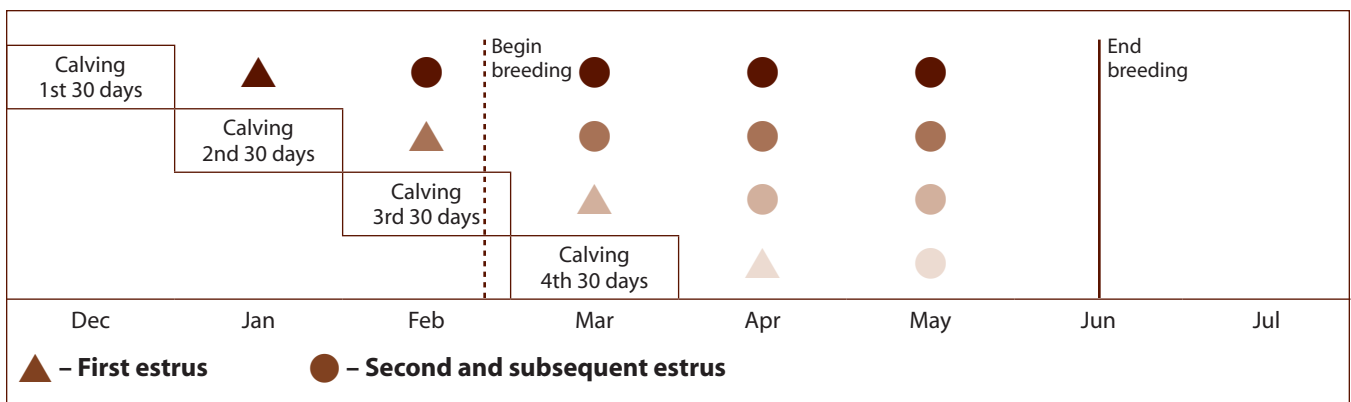 Calving
1st 30 days
Begin
breeding
End
breeding
Calving
2nd 30 days
Calving
3rd 30 days
Calving
4th 30 days
Dec Jan Feb Mar Apr May Jun Jul
– First estrus – Second and subsequent estrus